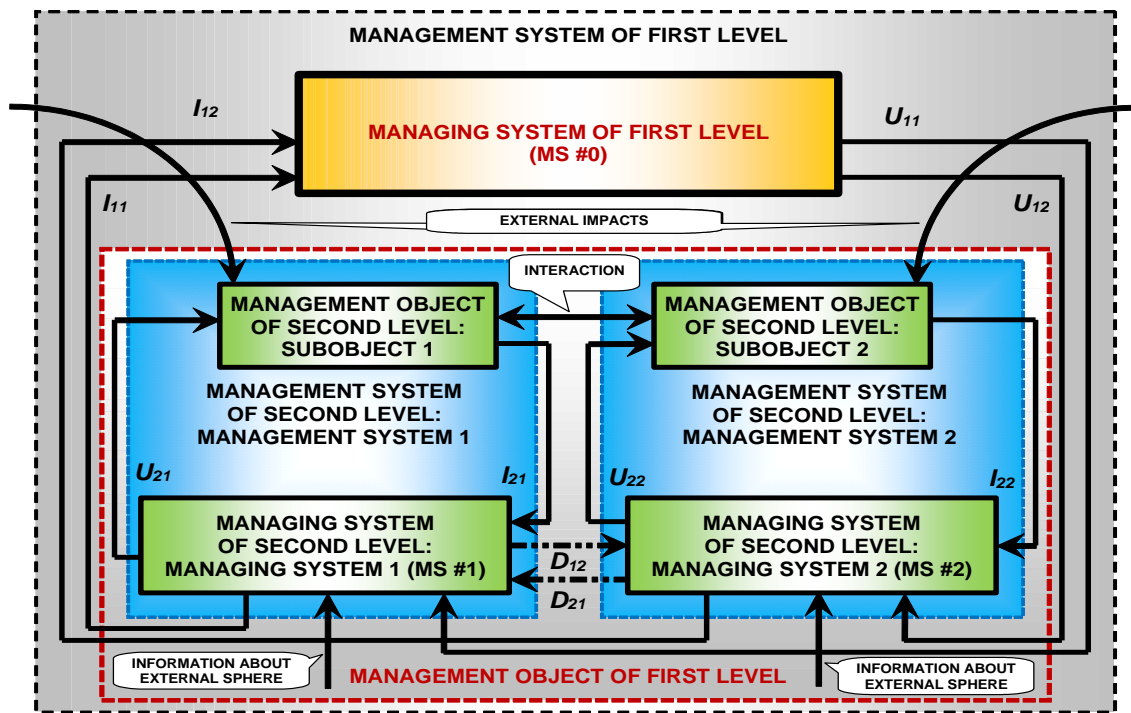 MANAGEMENT SYSTEM OF FIRST LEVEL
I12
MANAGING SYSTEM OF FIRST LEVEL
(MS #0)
U11
I11
EXTERNAL IMPACTS
U12
INTERACTION
MANAGEMENT OBJECT
OF SECOND LEVEL:
SUBOBJECT 1
MANAGEMENT OBJECT
OF SECOND LEVEL:
SUBOBJECT 2
MANAGEMENT SYSTEM
OF SECOND LEVEL:
MANAGEMENT SYSTEM 1
MANAGEMENT SYSTEM
OF SECOND LEVEL:
MANAGEMENT SYSTEM 2
U21
I21
U22
I22
MANAGING SYSTEM
OF SECOND LEVEL:
MANAGING SYSTEM 1 (MS #1)
D12
D21
MANAGING SYSTEM
OF SECOND LEVEL:
MANAGING SYSTEM 2 (MS #2)
INFORMATION ABOUT
EXTERNAL SPHERE
MANAGEMENT OBJECT OF FIRST LEVEL
INFORMATION ABOUT
EXTERNAL SPHERE